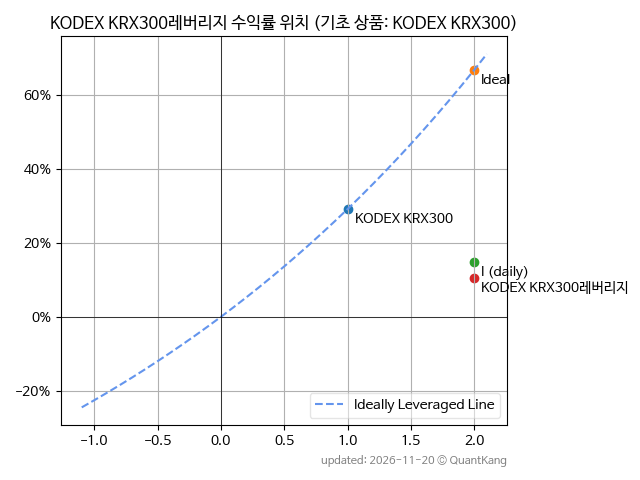 KODEX KRX300레버리지 수익률 위치 (기초 상품: KODEX KRX300)
60%
40%
20%
0%
−20%
Ideal
KODEX KRX300
I (daily)
KODEX KRX300레버리지
Ideally Leveraged Line
−1.0
−0.5
0.0
0.5
1.0
1.5
2.0
updated: 2026-11-20 © QuantKang